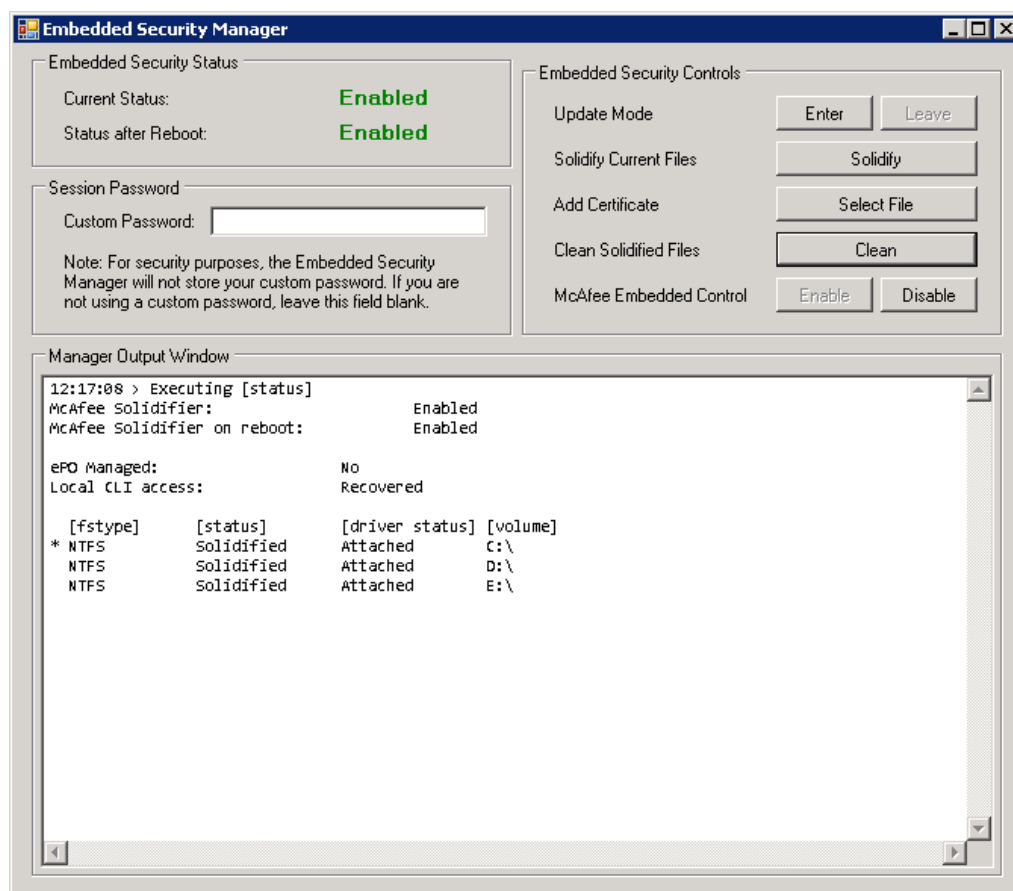 Embedded Security Manager
Embedded Security Status
Current Status: Enabled
Status after Reboot: Enabled
Session Password
Custom Password:
Note: For security purposes, the Embedded Security
Manager will not store your custom password. If you are
not using a custom password, leave this field blank.
Embedded Security Controls
Update Mode Enter Leave
Solidify Current Files Solidify
Add Certificate Select File
Clean Solidified Files Clean
McAfee Embedded Control Enable Disable
Manager Output Window
12:17:08 > Executing [status]
McAfee Solidifier: Enabled
McAfee Solidifier on reboot: Enabled
ePO Managed: No
Local CLI access: Recovered
[fstype] [status] [driver status] [volume]
* NTFS Solidified Attached C:\
NTFS Solidified Attached D:\
NTFS Solidified Attached E:\